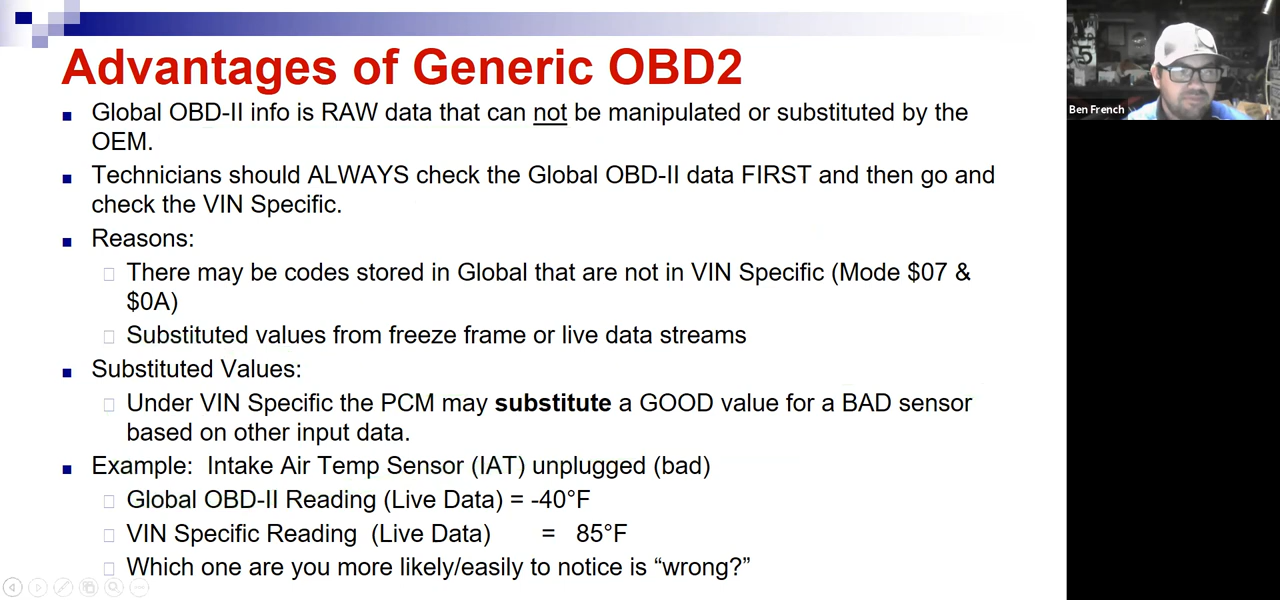 Advantages of Generic OBD2
Global OBD-II info is RAW data that can not be manipulated or substituted by the
OEM.
Technicians should ALWAYS check the Global OBD-II data FIRST and then go and
check the VIN Specific.
Reasons:
There may be codes stored in Global that are not in VIN Specific (Mode $07 &
$0A)
Substituted values from freeze frame or live data streams
Substituted Values:
Under VIN Specific the PCM may substitute a GOOD value for a BAD sensor
based on other input data.
Example: Intake Air Temp Sensor (IAT) unplugged (bad)
Global OBD-II Reading (Live Data) = -40°F
VIN Specific Reading (Live Data) = 85°F
Which one are you more likely/easily to notice is “wrong?”
Ben French